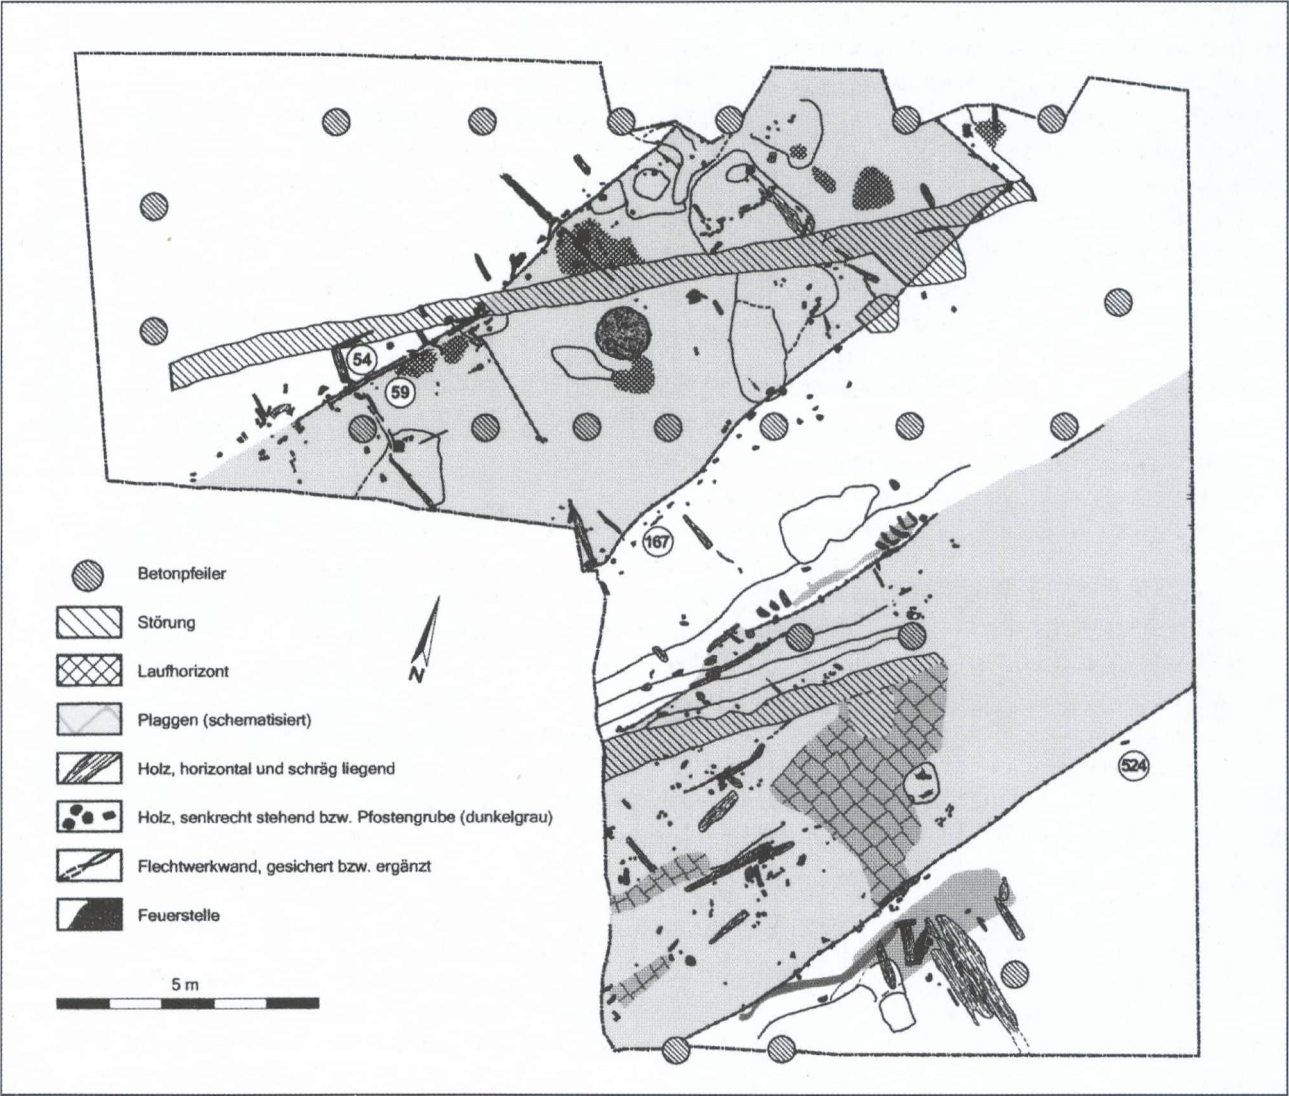 54
59
167
524
Betonpfeiler
Störung
Laufhorizont
Plaggen (schematisiert)
Holz, horizontal und schräg liegend
Holz, senkrecht stehend bzw. Pfostengrube (dunkelgrau)
Flechtwerkwand, gesichert bzw. ergänzt
Feuerstelle
N
5 m